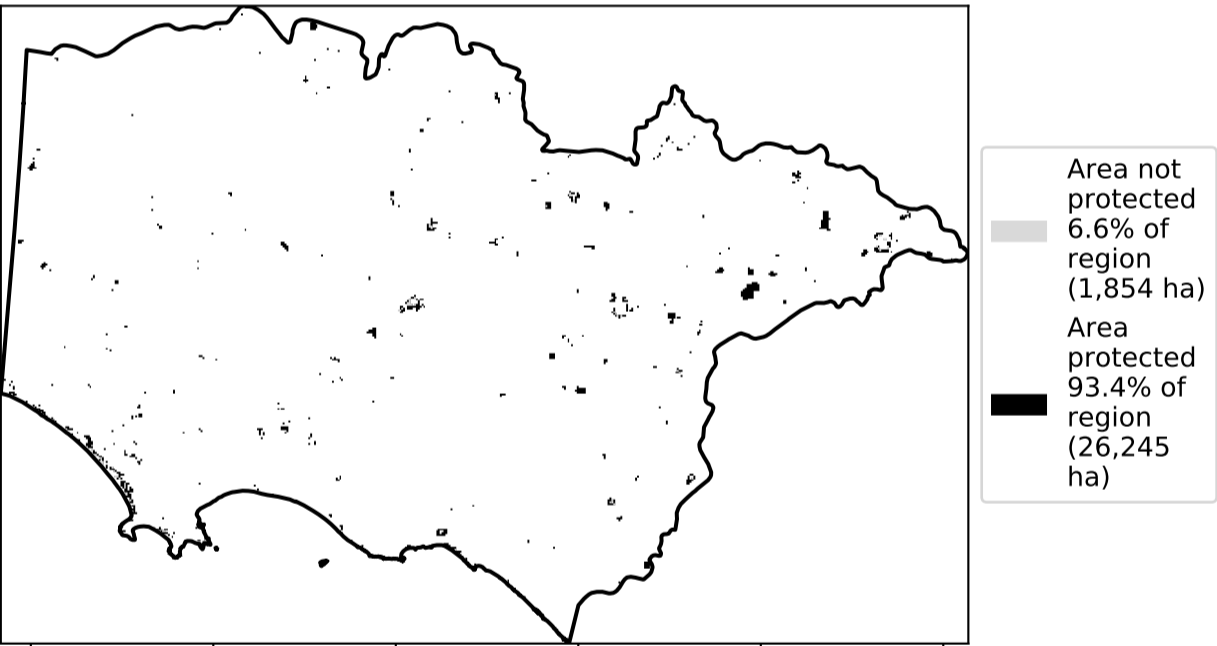 Area not
protected
6.6% of
region
(1,854 ha)
Area
protected
93.4% of
region
(26,245
ha)